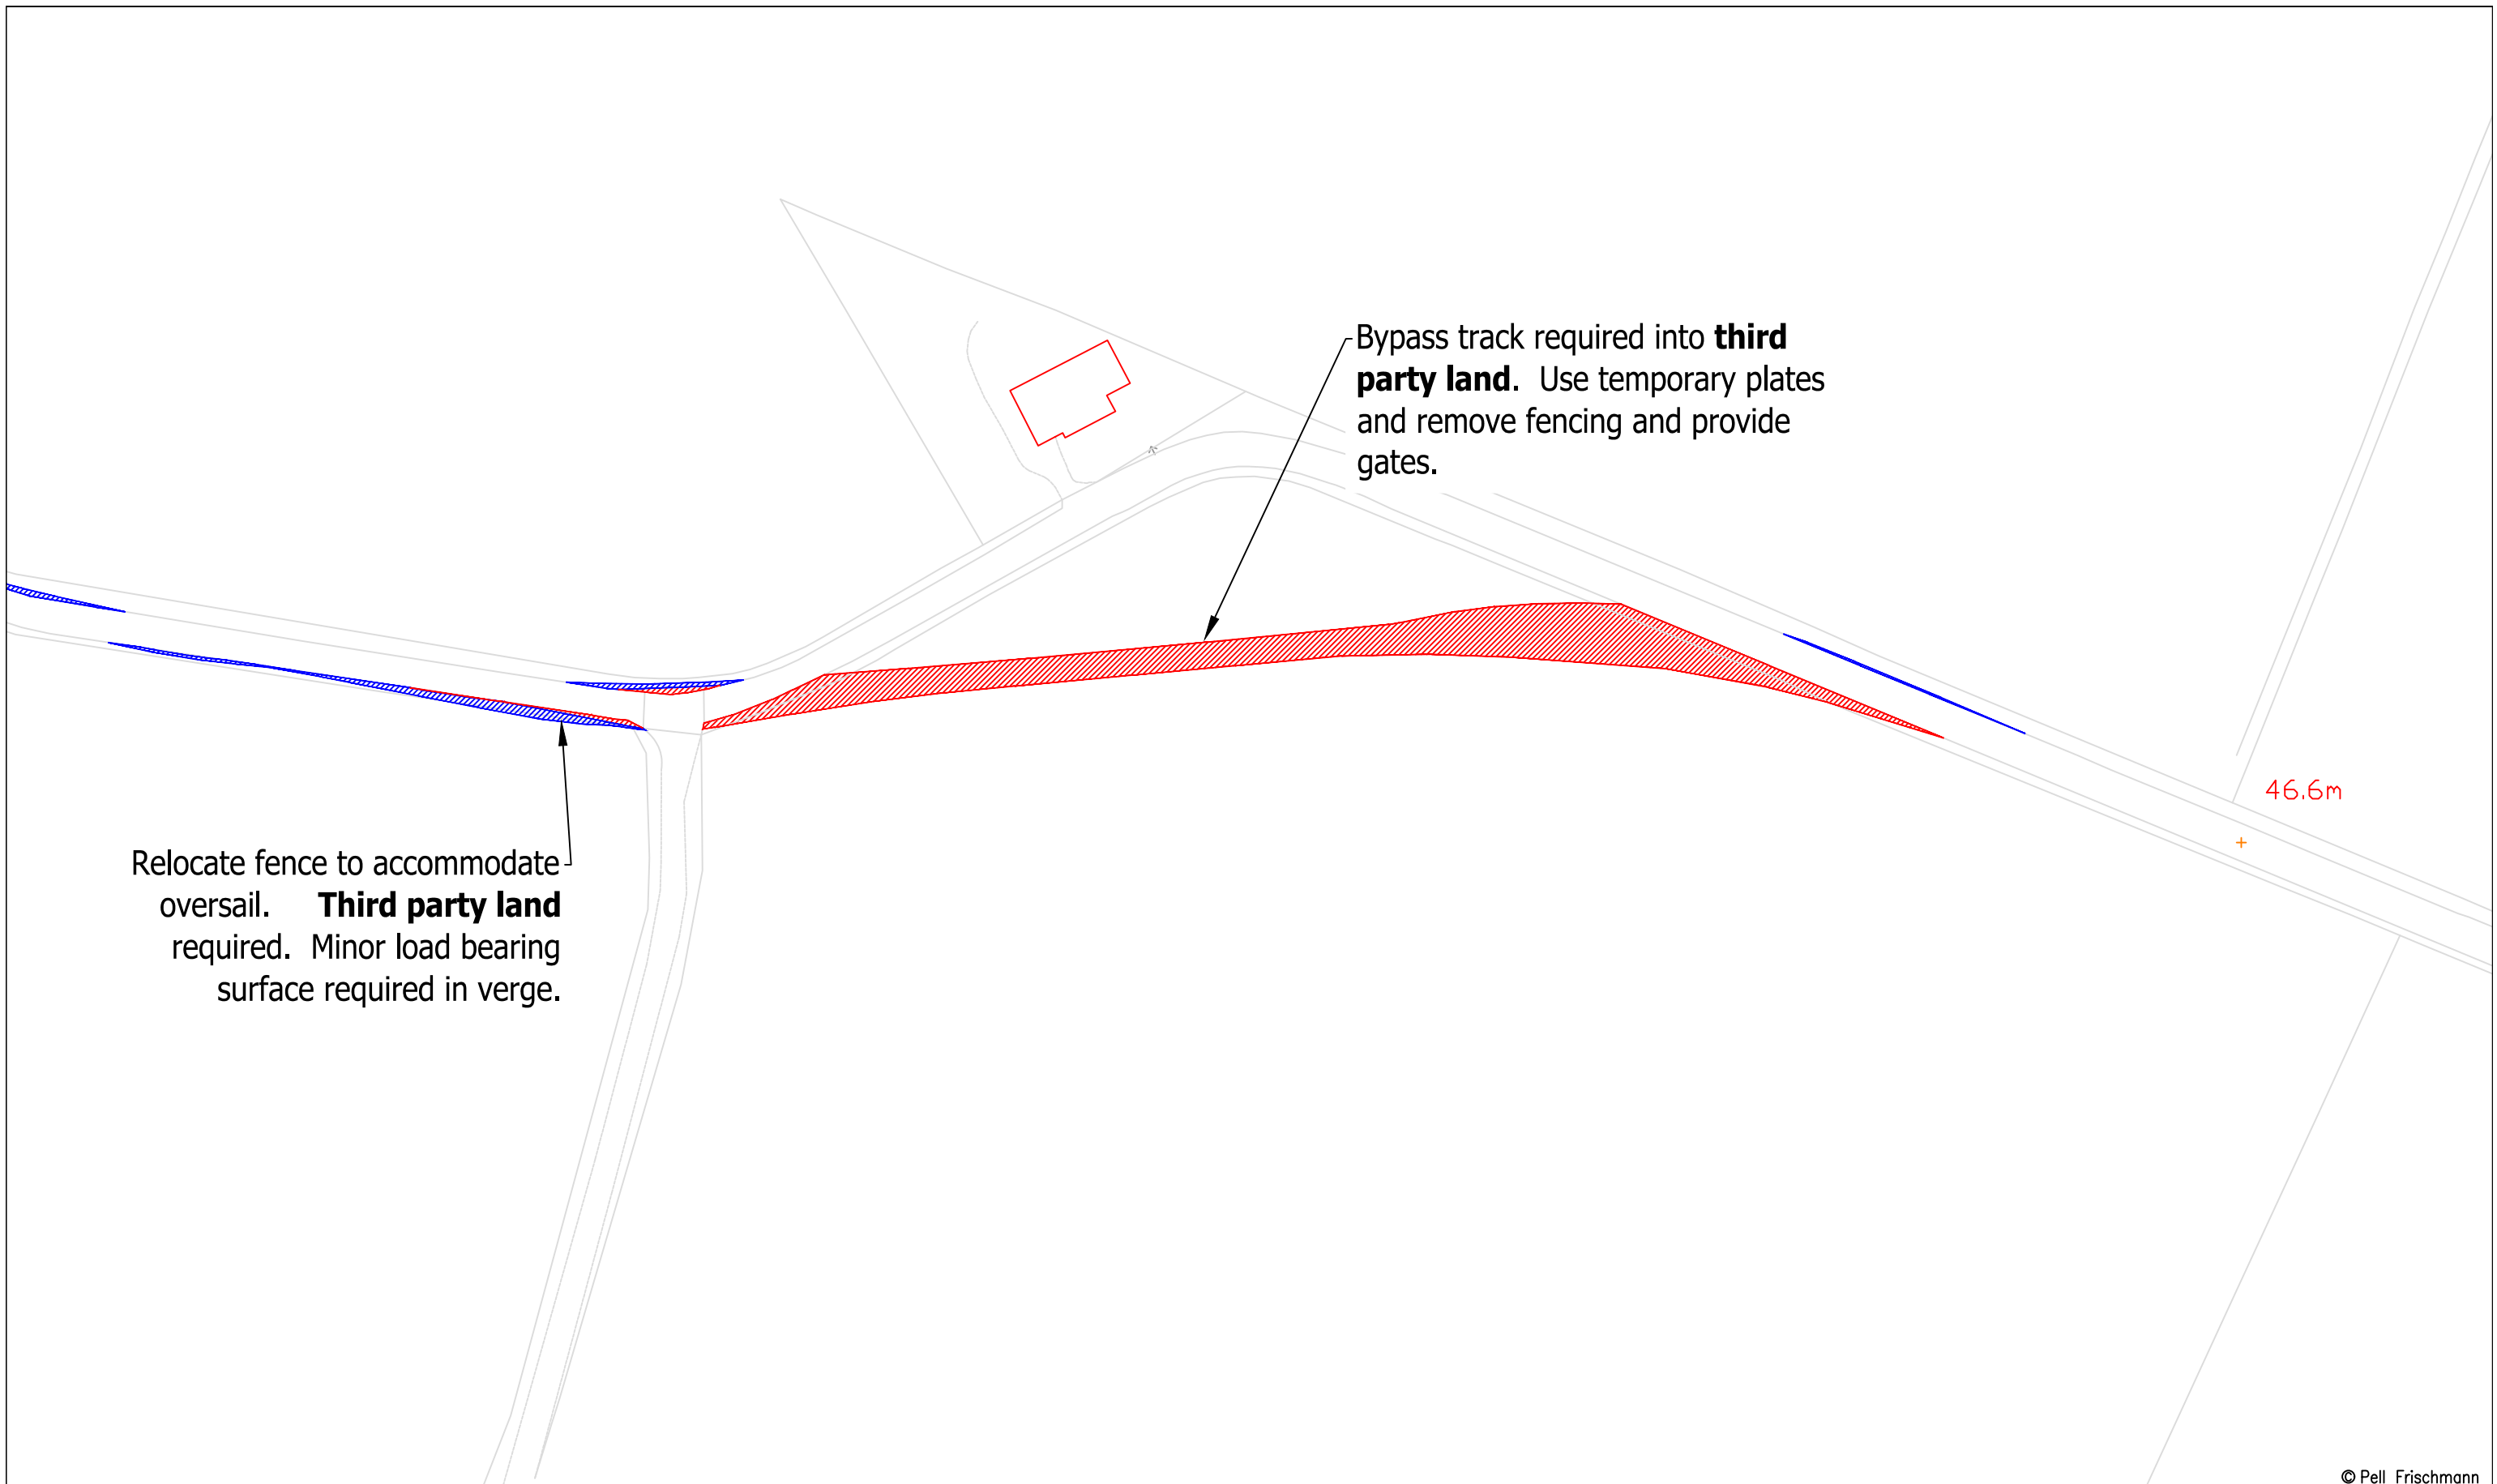 Bypass track required into third
party land. Use temporary plates
and remove fencing and provide
gates.
46.6m
Relocate fence to accommodate
oversail. Third party land
required. Minor load bearing
surface required in verge.
© Pell Frischmann